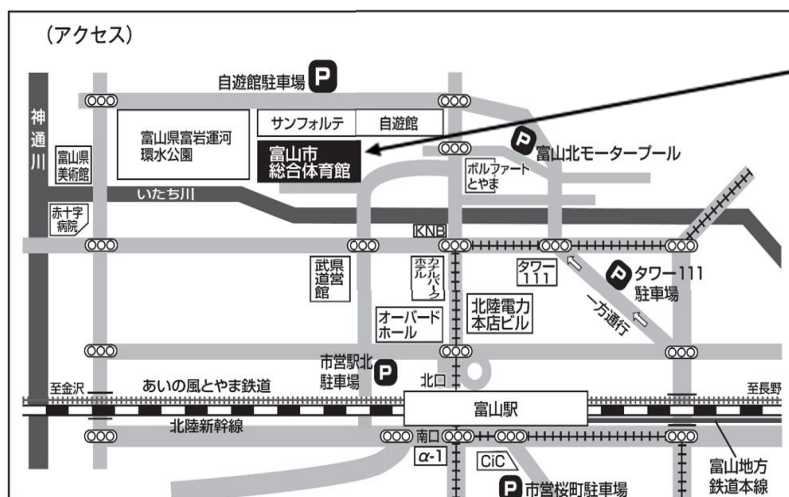 （アクセス）
自遊館駐車場 P
神通川
富山県富岩運河
環水公園
サンフォルテ
自遊館
富山市
総合体育館
P
富山北モータープール
富山県
美術館
ボルファート
とやま
いたち川
赤十字
病院
KNB
県営
武道館
カナルパーク
ホテル
タワー
111
P タワー111
駐車場
一方通行
オーバード
ホール
北陸電力
本店ビル
市営駅北
駐車場 P
北口
至金沢
あいの風とやま鉄道
至長野
富山駅
北陸新幹線
南口
α-1
CiC
富山地方
鉄道本線
P 市営桜町駐車場